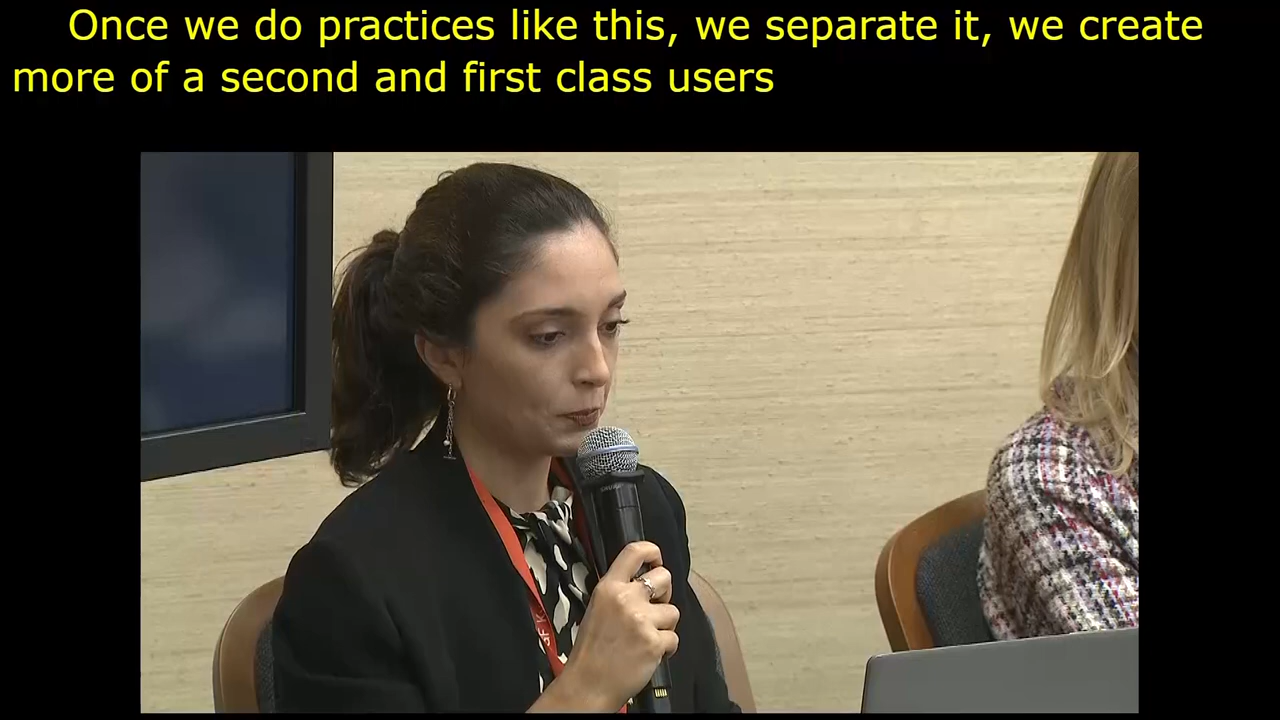 Once we do practices like this, we separate it, we create
more of a second and first class users